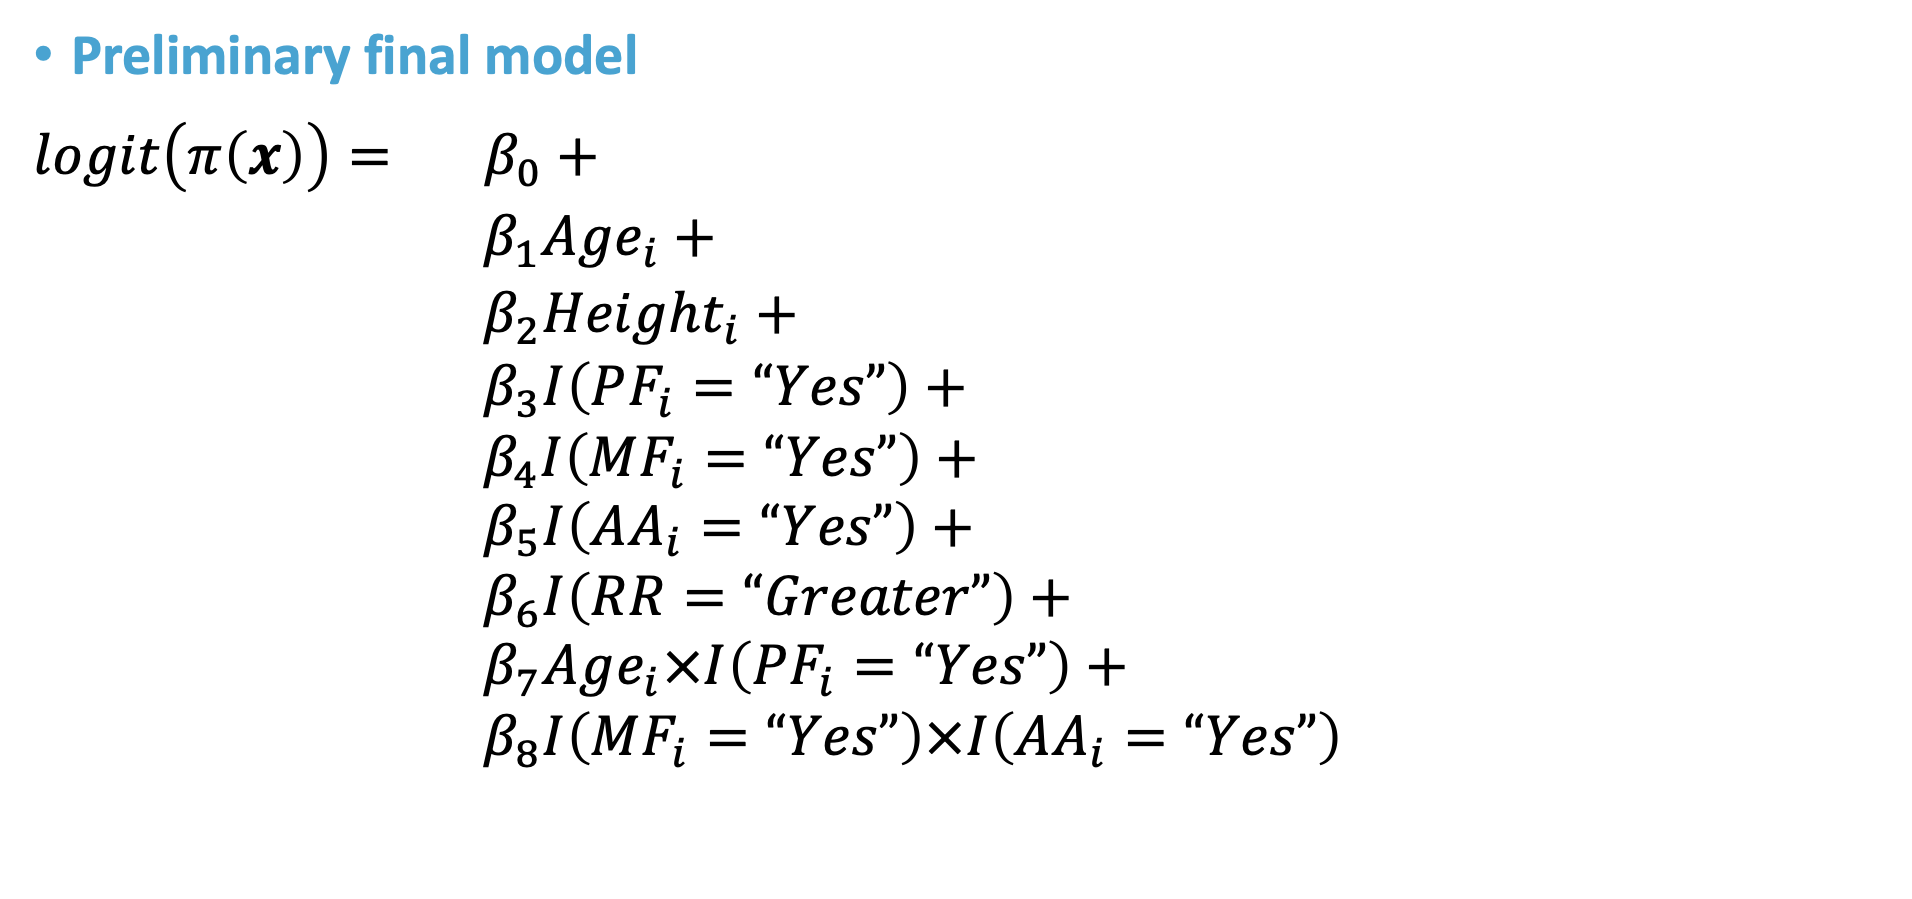 • Preliminary final model
logit(π(x)) = β₀ +
β₁Ageᵢ +
β₂Heightᵢ +
β₃I(PFᵢ = “Yes”) +
β₄I(MFᵢ = “Yes”) +
β₅I(AAᵢ = “Yes”) +
β₆I(RR = “Greater”) +
β₇Ageᵢ×I(PFᵢ = “Yes”) +
β₈I(MFᵢ = “Yes”)×I(AAᵢ = “Yes”)